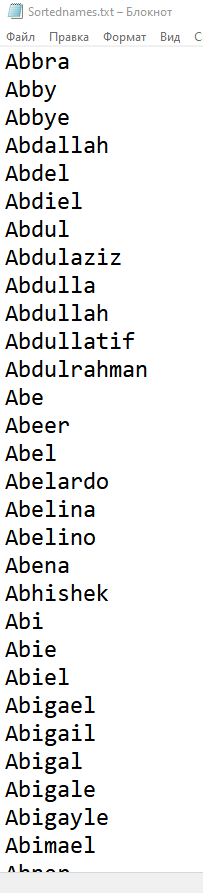 Sortednames.txt – Блокнот
Файл Правка Формат Вид С
Abbra
Abby
Abbye
Abdallah
Abdel
Abdiel
Abdul
Abdulaziz
Abdulla
Abdullah
Abdullatif
Abdulrahman
Abe
Abeer
Abel
Abelardo
Abelina
Abelino
Abena
Abhishek
Abi
Abie
Abiel
Abigael
Abigail
Abigal
Abigale
Abigayle
Abimael